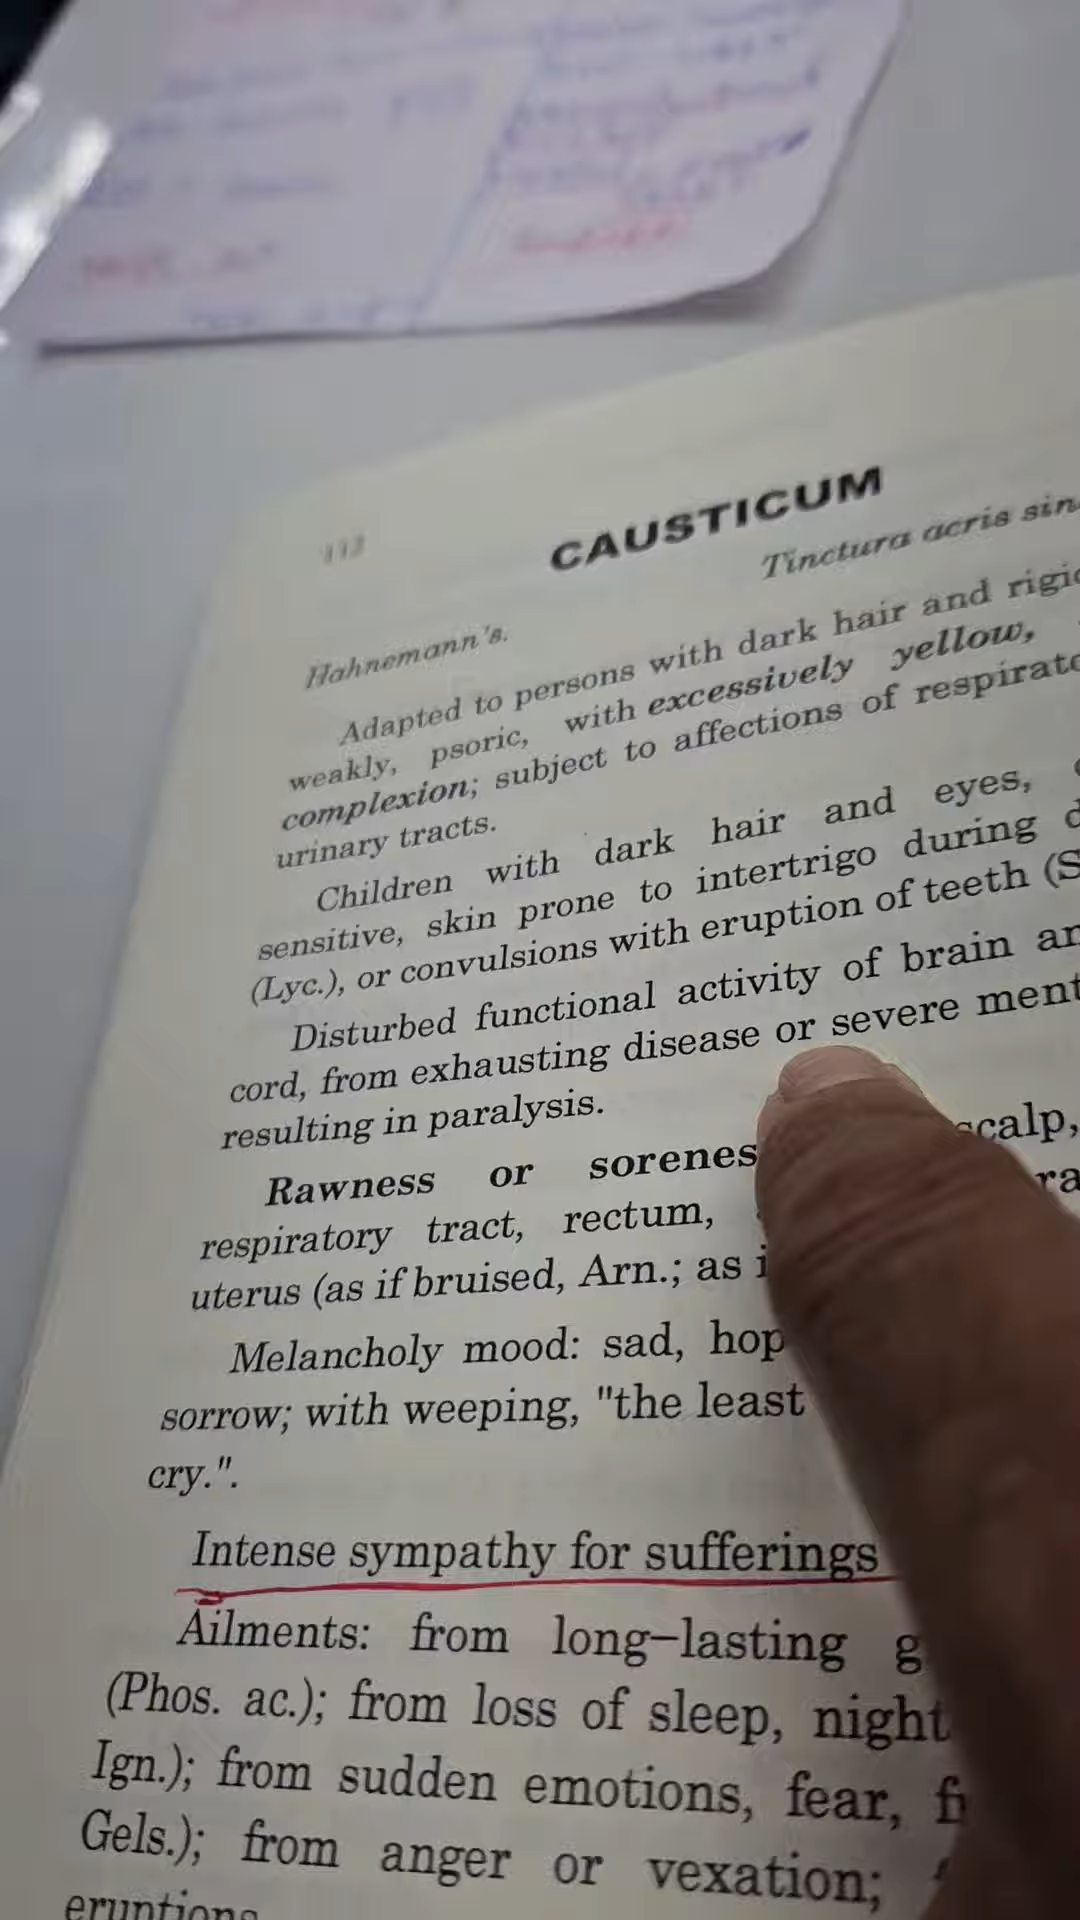 113
CAUSTICUM
Tinctura acris sin
Hahnemann's.
Adapted to persons with dark hair and rigid
weakly, psoric, with excessively yellow,
complexion; subject to affections of respirato
urinary tracts.
Children with dark hair and eyes,
sensitive, skin prone to intertrigo during d
(Lyc.), or convulsions with eruption of teeth (S
Disturbed functional activity of brain an
cord, from exhausting disease or severe ment
resulting in paralysis.
Rawness or sorenes scalp,
respiratory tract, rectum, ra
uterus (as if bruised, Arn.; as i
Melancholy mood: sad, hop
sorrow; with weeping, "the least
cry.".
Intense sympathy for sufferings
Ailments: from long-lasting g
(Phos. ac.); from loss of sleep, night
Ign.); from sudden emotions, fear, fi
Gels.); from anger or vexation;
eruptions